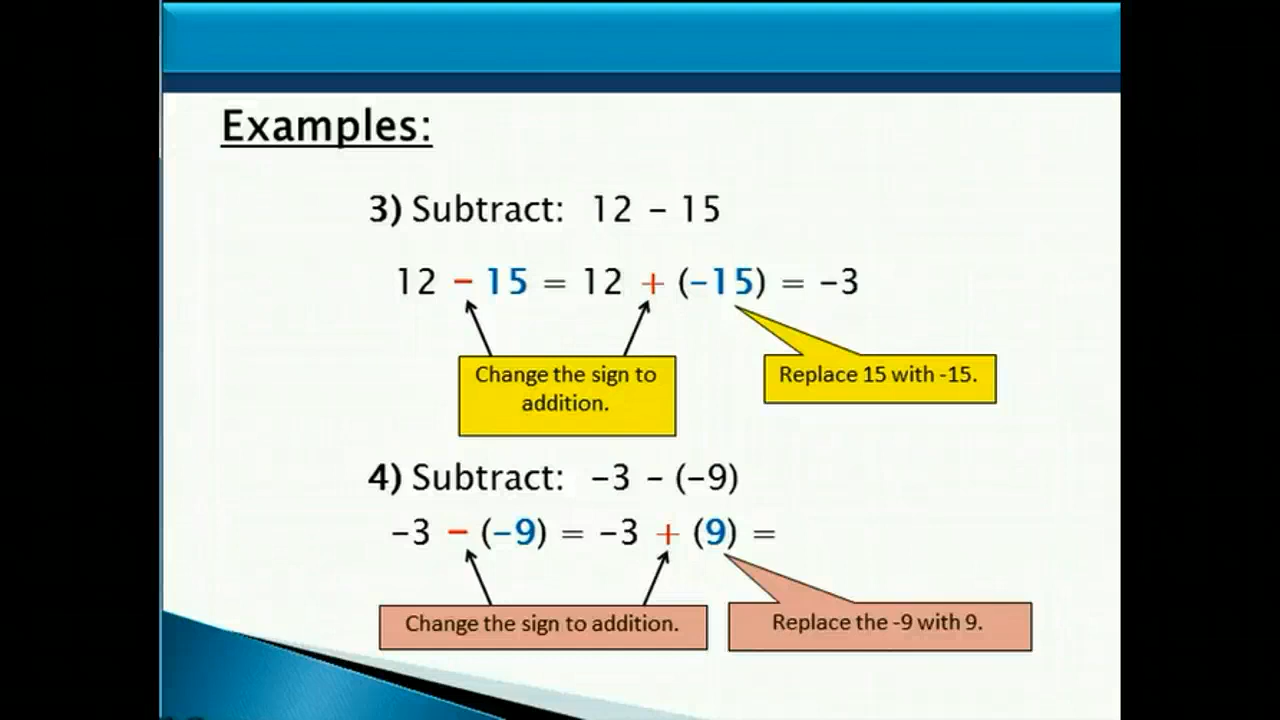 Examples:
3) Subtract: 12 – 15
12 – 15 = 12 + (–15) = –3
Change the sign to
addition.
Replace 15 with -15.
4) Subtract: –3 – (–9)
–3 – (–9) = –3 + (9) =
Change the sign to addition.
Replace the -9 with 9.